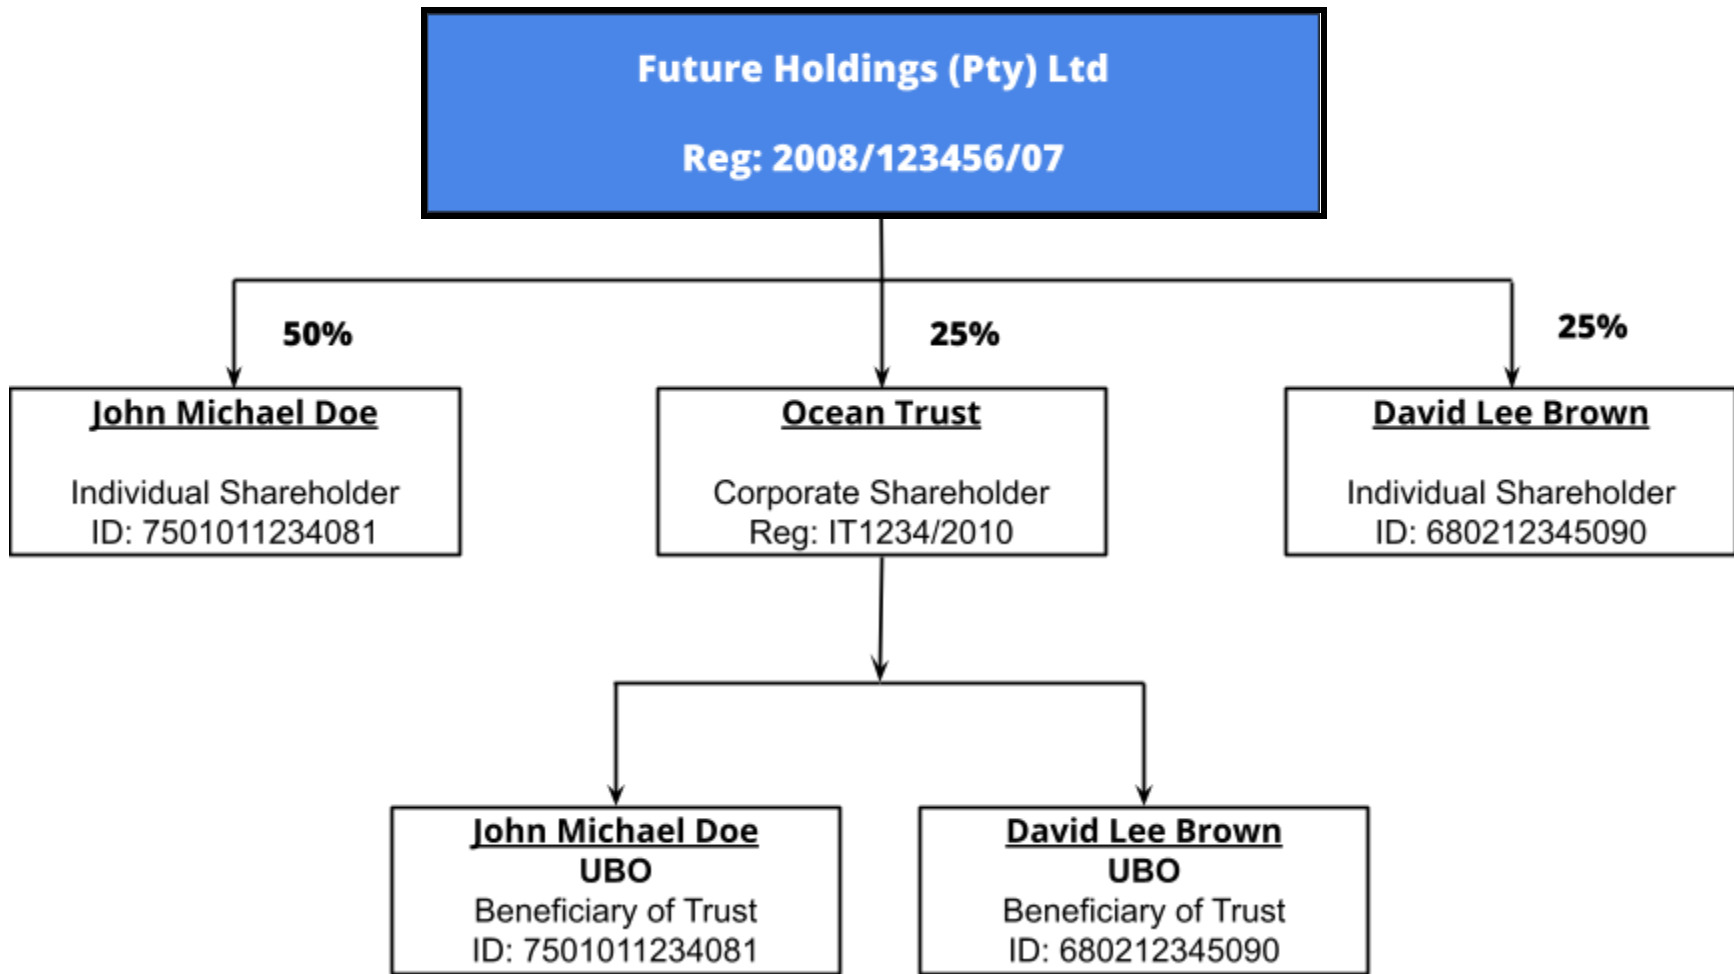 Future Holdings (Pty) Ltd
Reg: 2008/123456/07
50%
25%
25%
John Michael Doe
Individual Shareholder
ID: 7501011234081
Ocean Trust
Corporate Shareholder
Reg: IT1234/2010
David Lee Brown
Individual Shareholder
ID: 680212345090
John Michael Doe
UBO
Beneficiary of Trust
ID: 7501011234081
David Lee Brown
UBO
Beneficiary of Trust
ID: 680212345090